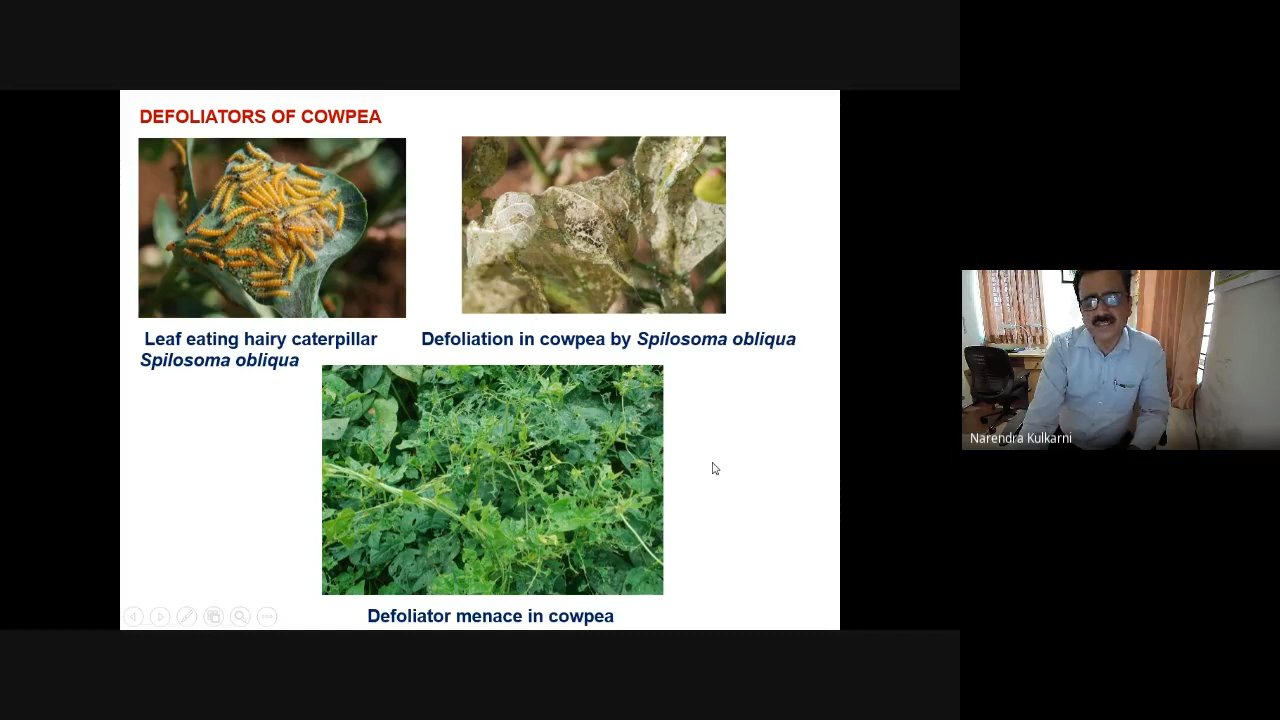 DEFOLIATORS OF COWPEA
Leaf eating hairy caterpillar
Spilosoma obliqua
Defoliation in cowpea by Spilosoma obliqua
Defoliator menace in cowpea
Narendra Kulkarni